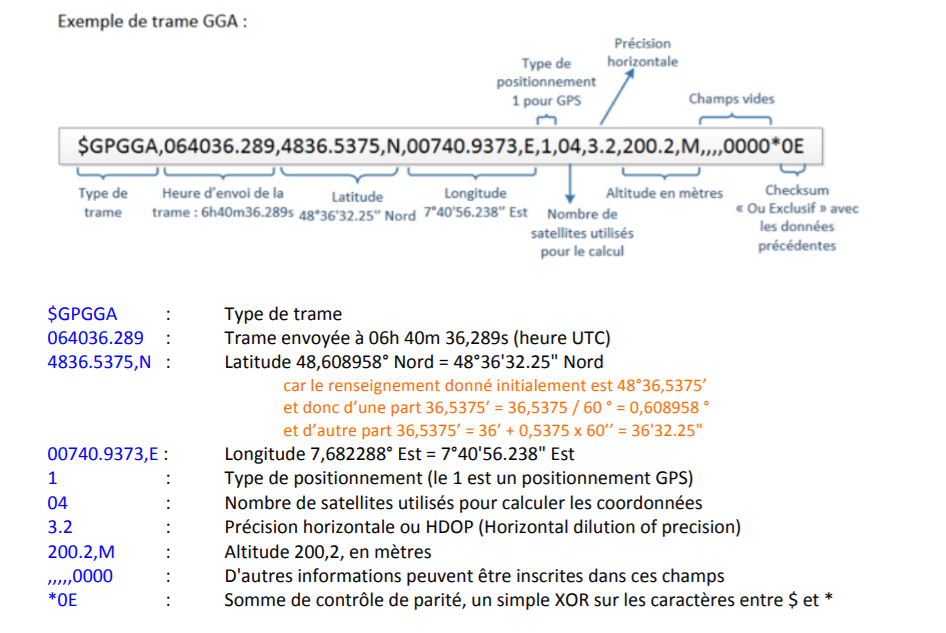 Exemple de trame GGA :
Précision
horizontale
Type de
positionnement
1 pour GPS
Champs vides
$GPGGA,064036.289,4836.5375,N,00740.9373,E,1,04,3.2,200.2,M,,,,0000*0E
Type de
trame
Heure d'envoi de la
trame : 6h40m36.289s
Latitude
48°36'32.25’’ Nord
Longitude
7°40'56.238’’ Est
Nombre de
satellites utilisés
pour le calcul
Altitude en mètres
Checksum
« Ou Exclusif » avec
les données
précédentes
$GPGGA : Type de trame
064036.289 : Trame envoyée à 06h 40m 36,289s (heure UTC)
4836.5375,N : Latitude 48,608958° Nord = 48°36'32.25" Nord
car le renseignement donné initialement est 48°36,5375’
et donc d’une part 36,5375’ = 36,5375 / 60 ° = 0,608958 °
et d’autre part 36,5375’ = 36’ + 0,5375 x 60’’ = 36'32.25"
00740.9373,E : Longitude 7,682288° Est = 7°40'56.238" Est
1 : Type de positionnement (le 1 est un positionnement GPS)
04 : Nombre de satellites utilisés pour calculer les coordonnées
3.2 : Précision horizontale ou HDOP (Horizontal dilution of precision)
200.2,M : Altitude 200,2, en mètres
,,,,,0000 : D'autres informations peuvent être inscrites dans ces champs
*0E : Somme de contrôle de parité, un simple XOR sur les caractères entre $ et *